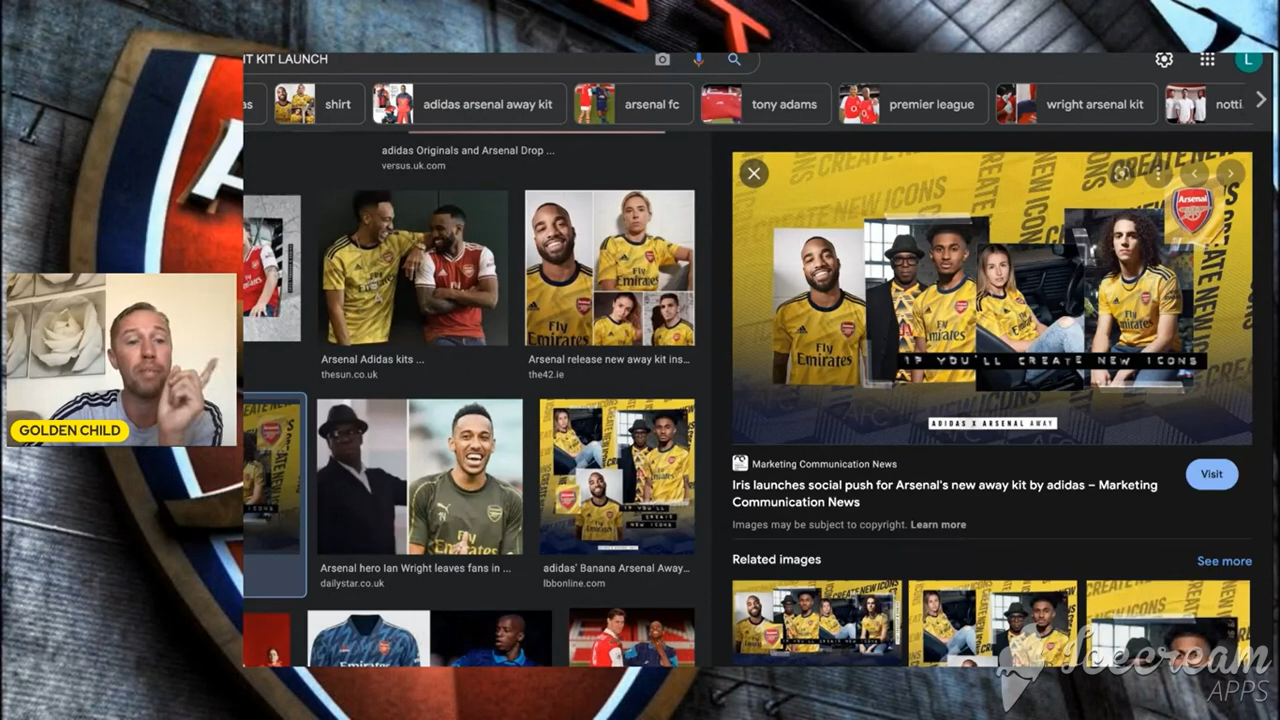 IT KIT LAUNCH
as
shirt
adidas arsenal away kit
arsenal fc
tony adams
premier league
wright arsenal kit
notti
L
adidas Originals and Arsenal Drop ...
versus.uk.com
Arsenal Adidas kits ...
thesun.co.uk
Arsenal release new away kit ins...
the42.ie
Arsenal hero Ian Wright leaves fans in ...
dailystar.co.uk
adidas' Banana Arsenal Away...
lbbonline.com
GOLDEN CHILD
CREATE NEW ICONS
Arsenal
Fly
Emirates
IF YOU'LL CREATE NEW ICONS
ADIDAS X ARSENAL AWAY
Marketing Communication News
Visit
Iris launches social push for Arsenal's new away kit by adidas – Marketing
Communication News
Images may be subject to copyright. Learn more
Related images
See more
Icecream
APPS